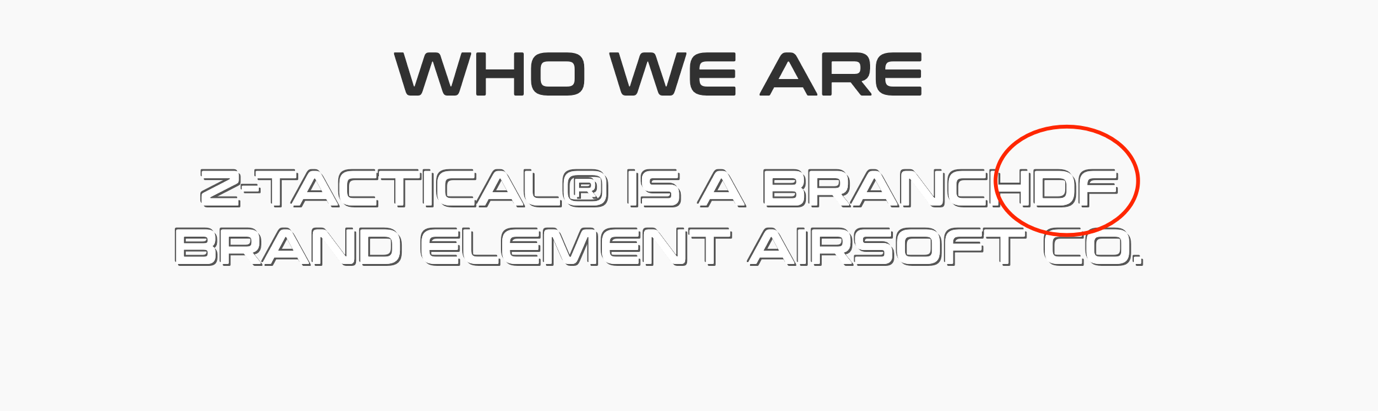 WHO WE ARE
Z-TACTICAL® IS A BRANCHDF
BRAND ELEMENT AIRSOFT CO.